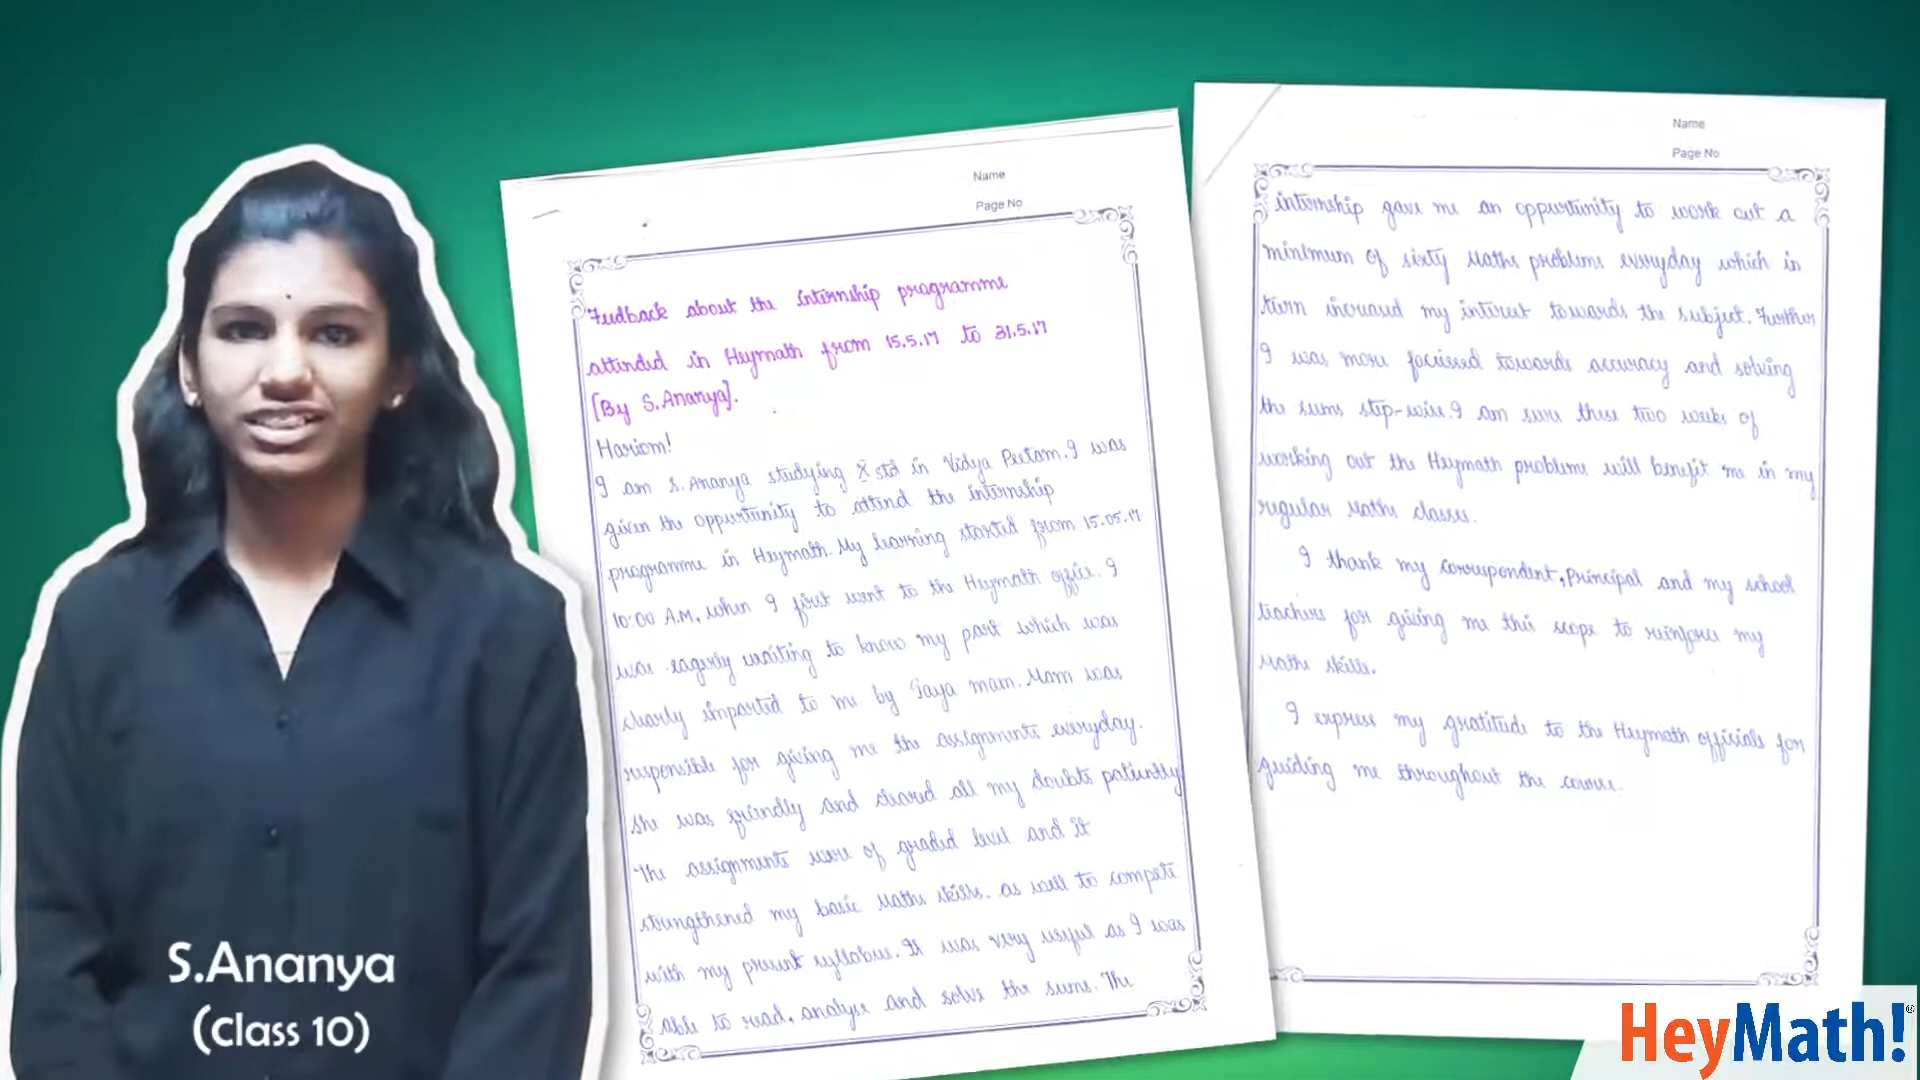 S.Ananya
(Class 10)
Name
Page No
Feedback about the internship programme
attended in Heymath from 15.5.17 to 31.5.17
[By S.Ananya].
Hariom!
I am S.Ananya studying X std in Vidya Peetam. I was
given the oppurtunity to attend the internship
programme in Heymath. My learning started from 15.05.17
10:00 A.M, when I first went to the Heymath office. I
was eagerly waiting to know my part which was
clearly imparted to me by Jaya mam. Mam was
responsible for giving me the assignments everyday.
She was friendly and cleared all my doubts patiently
The assignments were of graded level and it
strengthened my basic Maths skills. as well to compete
with my present syllabus. It was very useful as I was
able to read, analyse and solve the sums. The
Name
Page No
internship gave me an oppurtunity to work out a
minimum of sixty Maths problems everyday which in
turn increased my interest towards the subject. Further
I was more focussed towards accuracy and solving
the sums step-wise. I am sure these two weeks of
working out the Heymath problems will benefit me in my
regular Maths classes.
I thank my correspondent, Principal and my school
teachers for giving me this scope to reinforce my
Maths skills.
I express my gratitude to the Heymath officials for
guiding me throughout the course.
HeyMath!®